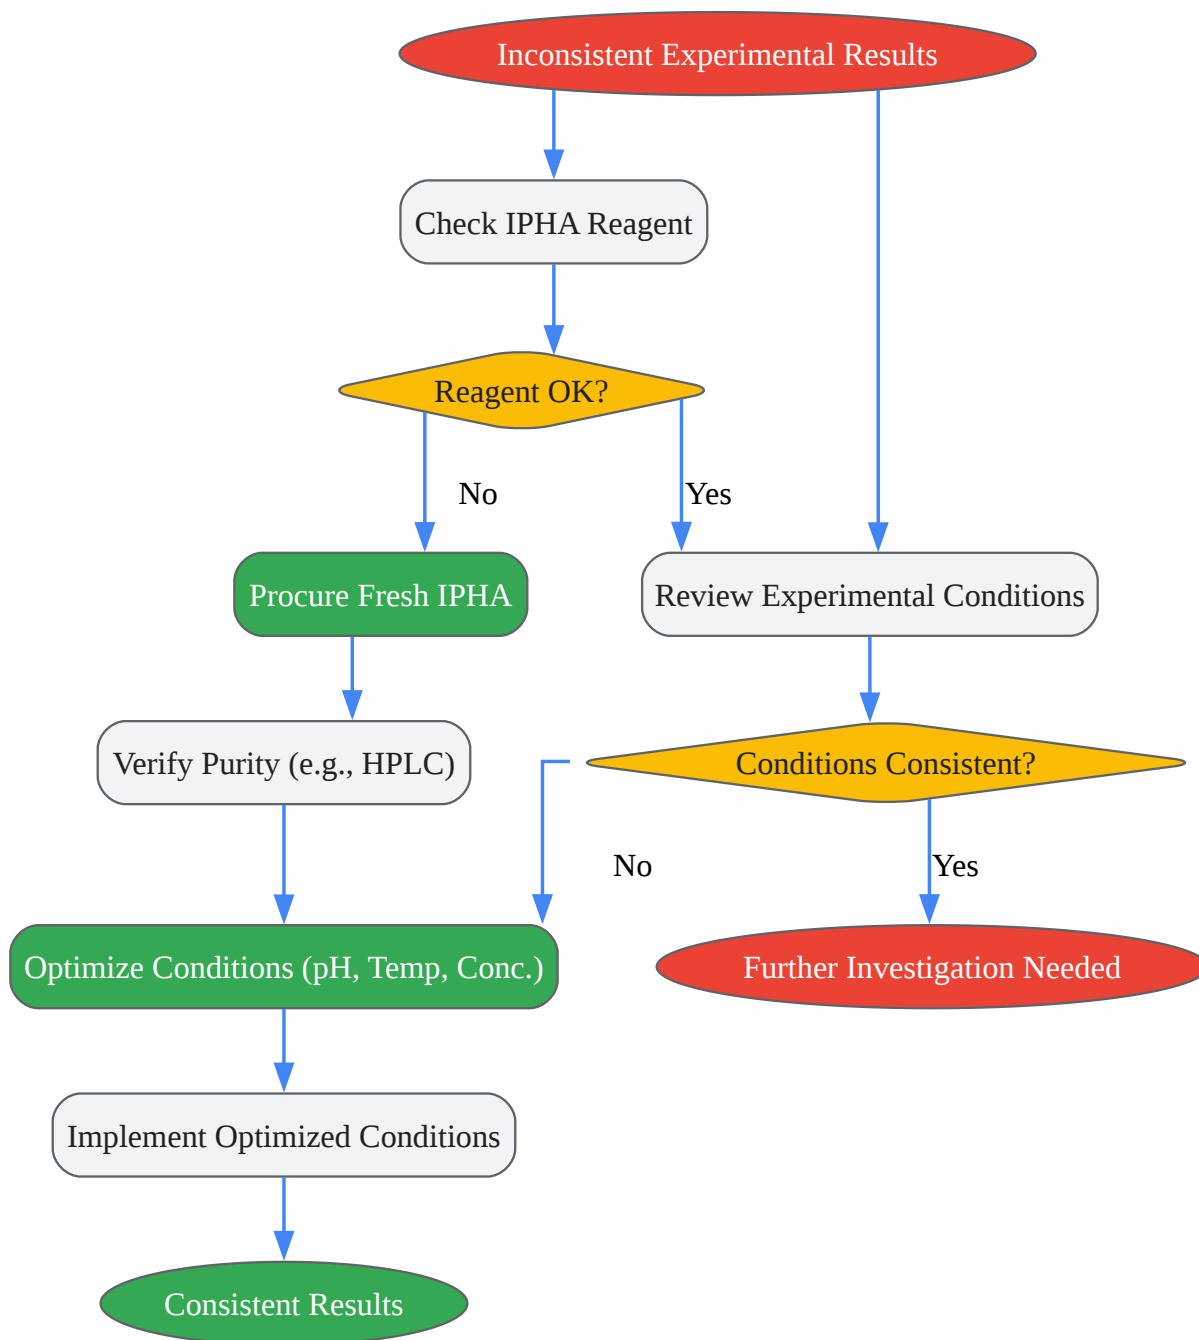 Inconsistent Experimental Results
Check IPHA Reagent
Reagent OK?
No
Yes
Procure Fresh IPHA
Review Experimental Conditions
Verify Purity (e.g., HPLC)
Conditions Consistent?
No
Yes
Optimize Conditions (pH, Temp, Conc.)
Further Investigation Needed
Implement Optimized Conditions
Consistent Results